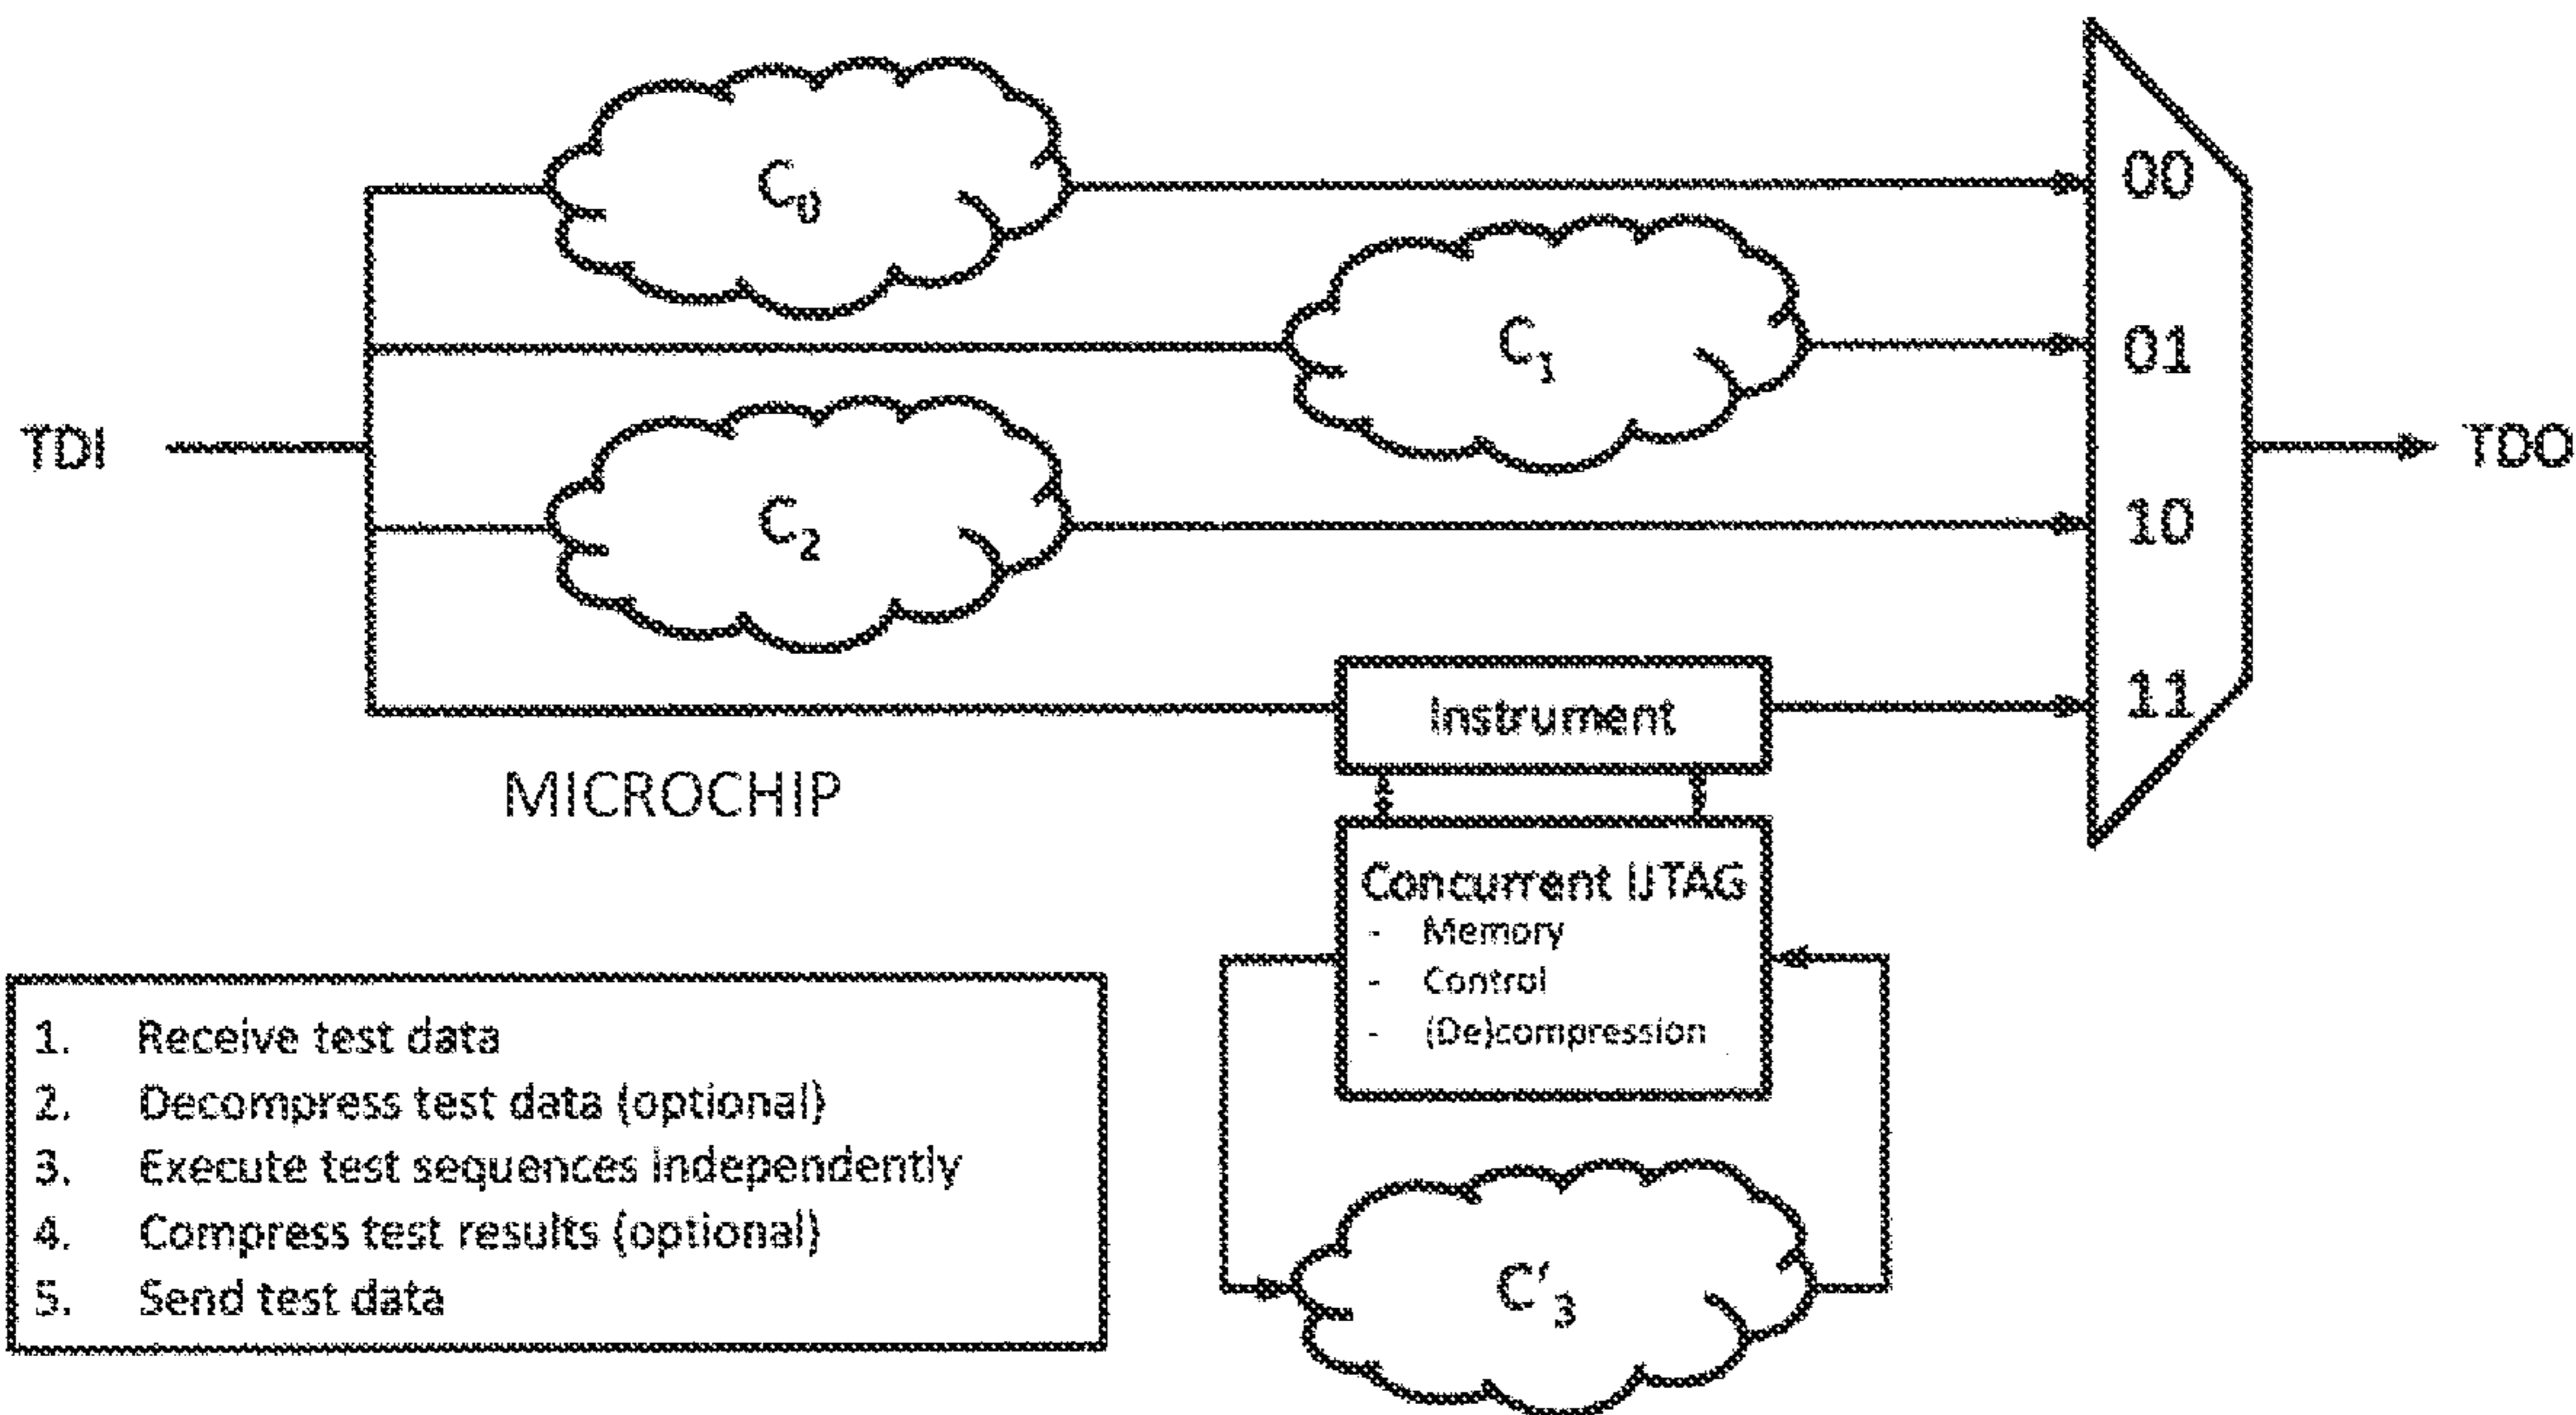 C₀
00
C₁
01
TDI
TDO
C₂
10
Instrument
11
MICROCHIP
Concurrent IJTAG
- Memory
- Control
- (De)compression
1. Receive test data
2. Decompress test data (optional)
3. Execute test sequences independently
4. Compress test results (optional)
5. Send test data
C'₃